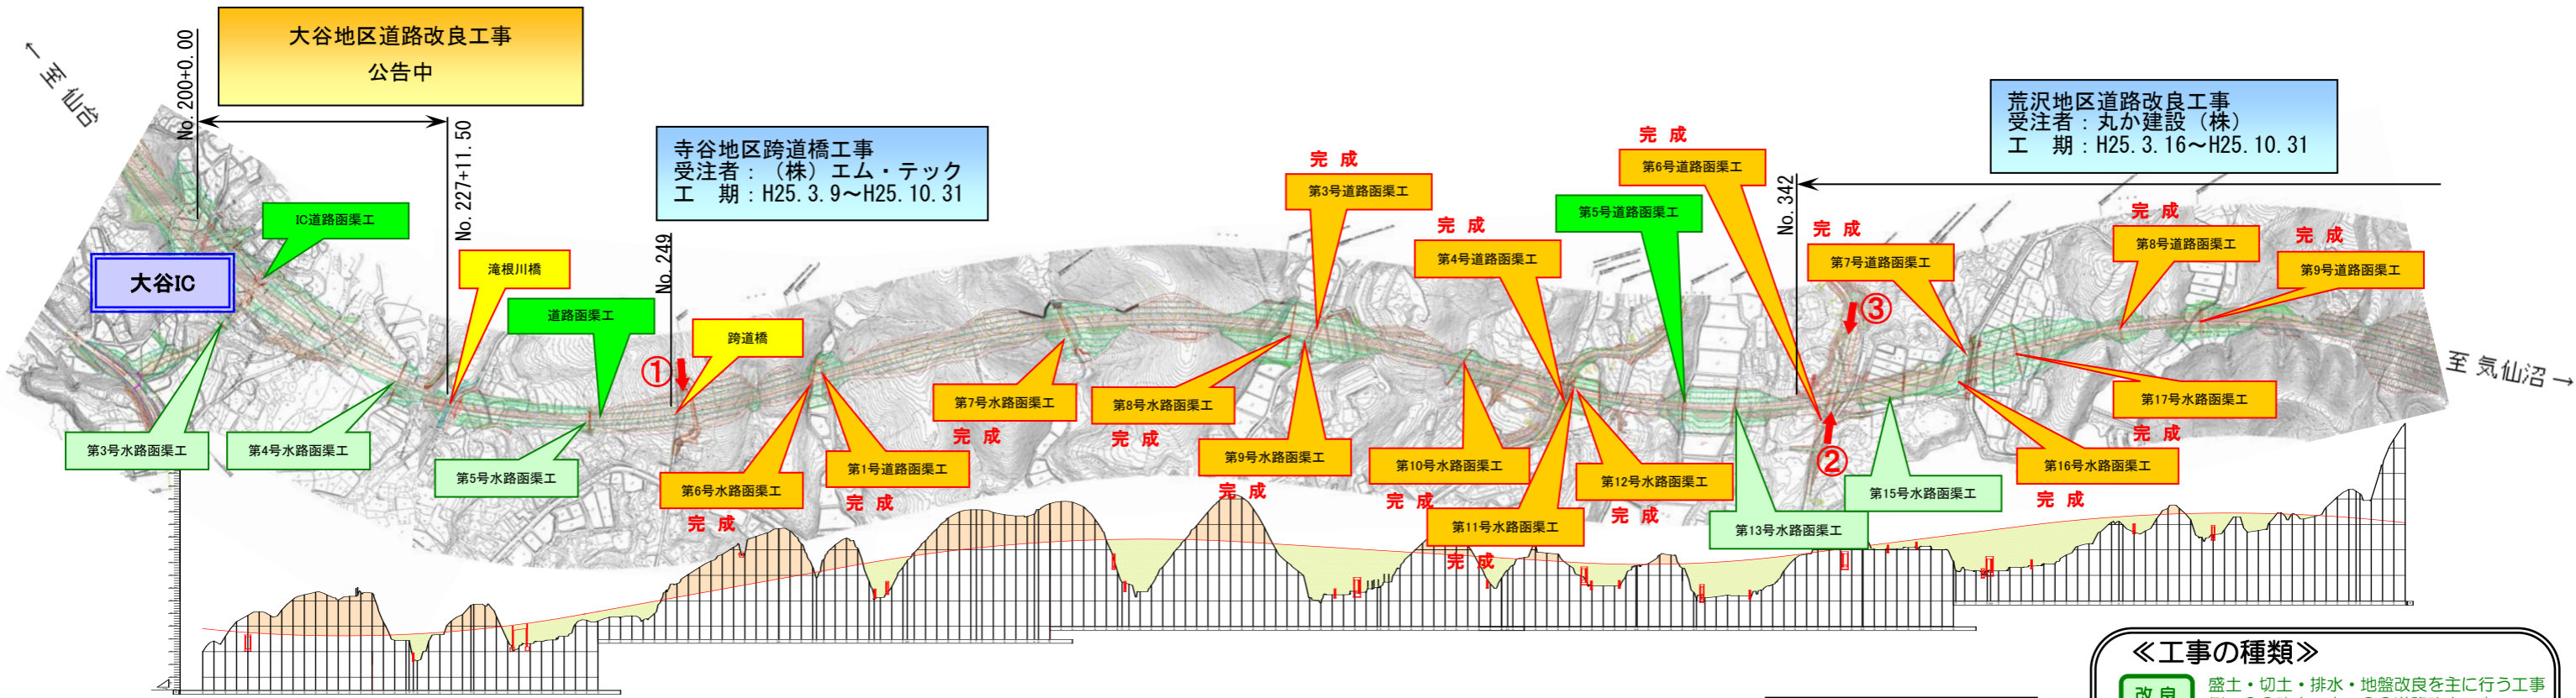 大谷地区道路改良工事
公告中
← 至 仙台
No. 200+0. 00
No. 227+11. 50
寺谷地区跨道橋工事
受注者：（株）エム・テック
工　期：H25. 3. 9～H25. 10. 31
No. 249
荒沢地区道路改良工事
受注者：丸か建設（株）
工　期：H25. 3. 16～H25. 10. 31
No. 342
大谷IC
IC道路函渠工
滝根川橋
道路函渠工
跨道橋
①
完 成
第3号道路函渠工
完 成
第4号道路函渠工
第5号道路函渠工
完 成
第6号道路函渠工
完 成
第7号道路函渠工
③
②
完 成
第8号道路函渠工
完 成
第9号道路函渠工
至 気仙沼 →
第3号水路函渠工
第4号水路函渠工
第5号水路函渠工
第6号水路函渠工
完 成
第1号道路函渠工
完 成
第7号水路函渠工
完 成
第8号水路函渠工
完 成
第9号水路函渠工
完 成
第10号水路函渠工
完 成
第11号水路函渠工
完 成
第12号水路函渠工
完 成
第13号水路函渠工
第15号水路函渠工
第16号水路函渠工
完 成
第17号水路函渠工
完 成
≪工事の種類≫
改 良
盛土・切土・排水・地盤改良を主に行う工事